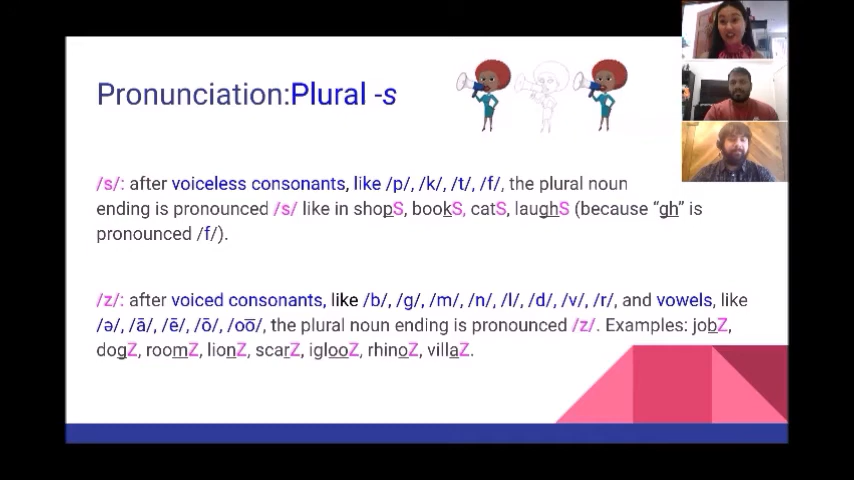 Pronunciation:Plural -s
/s/: after voiceless consonants, like /p/, /k/, /t/, /f/, the plural noun
ending is pronounced /s/ like in shopS, bookS, catS, laughS (because “gh” is
pronounced /f/).
/z/: after voiced consonants, like /b/, /g/, /m/, /n/, /l/, /d/, /v/, /r/, and vowels, like
/ə/, /ā/, /ē/, /ō/, /o͞o/, the plural noun ending is pronounced /z/. Examples: jobZ,
dogZ, roomZ, lionZ, scarZ, iglooZ, rhinoZ, villaZ.